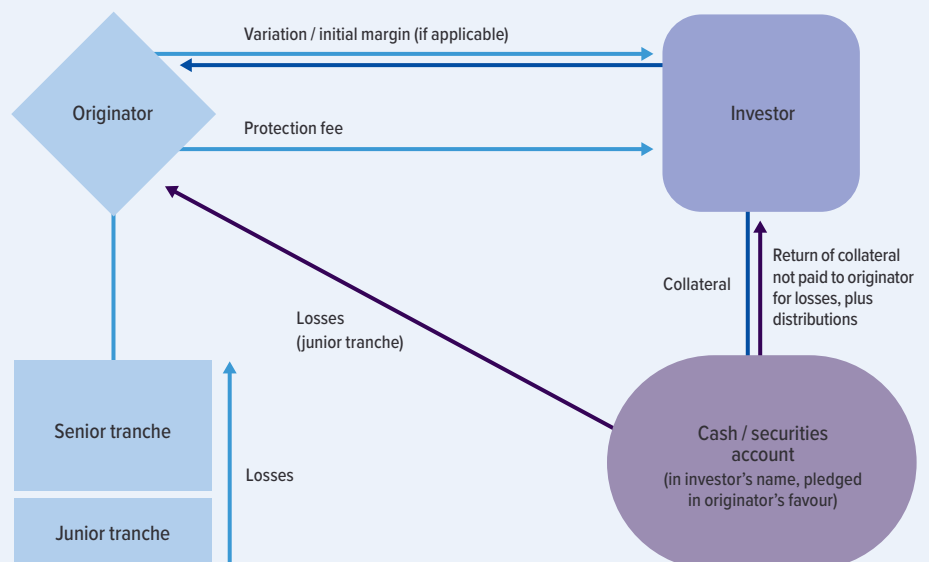 Variation / initial margin (if applicable)
Originator
Investor
Protection fee
Collateral
Return of collateral
not paid to originator
for losses, plus
distributions
Losses
(junior tranche)
Senior tranche
Cash / securities
account
(in investor’s name, pledged
in originator’s favour)
Losses
Junior tranche